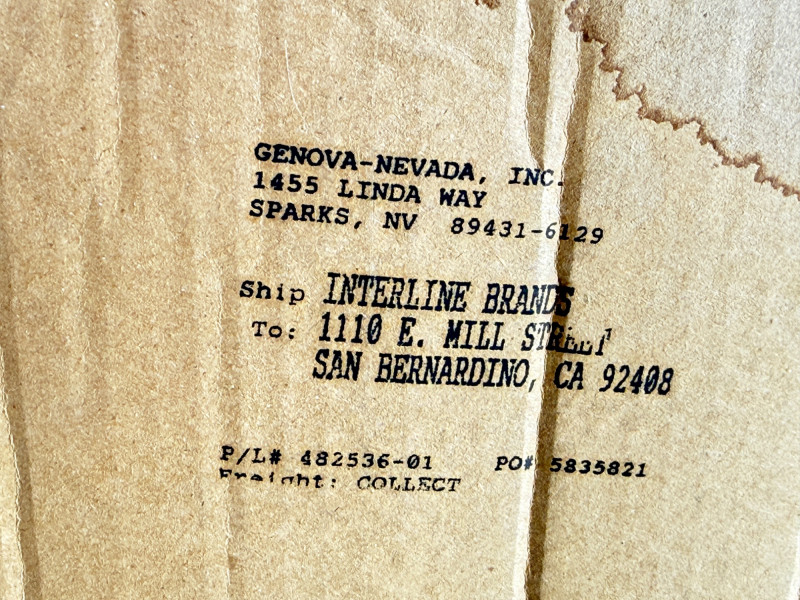 GENOVA-NEVADA, INC.
1455 LINDA WAY
SPARKS, NV 89431-6129
Ship INTERLINE BRANDS
To: 1110 E. MILL STREET
SAN BERNARDINO, CA 92408
P/L# 482536-01 PO# 5835821
Freight: COLLECT